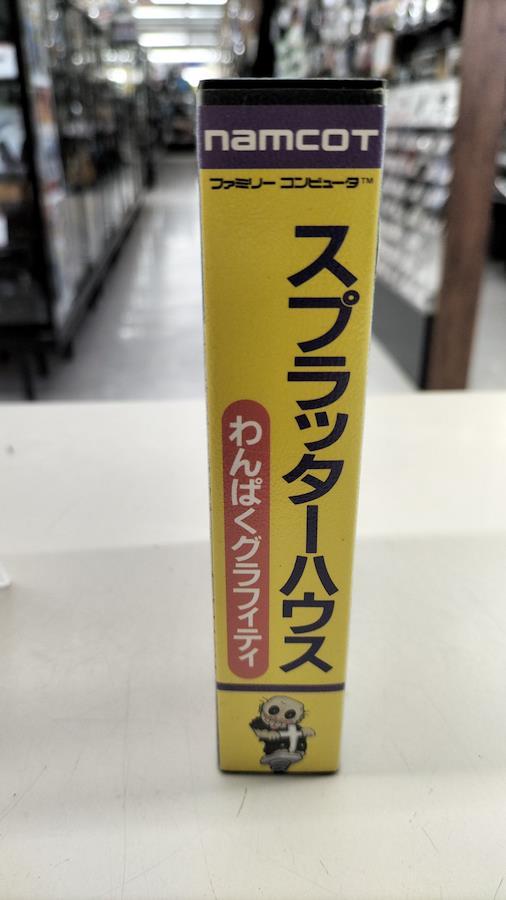 namcoT
ファミリー コンピュータ™
スプラッターハウス
わんぱくグラフィティ